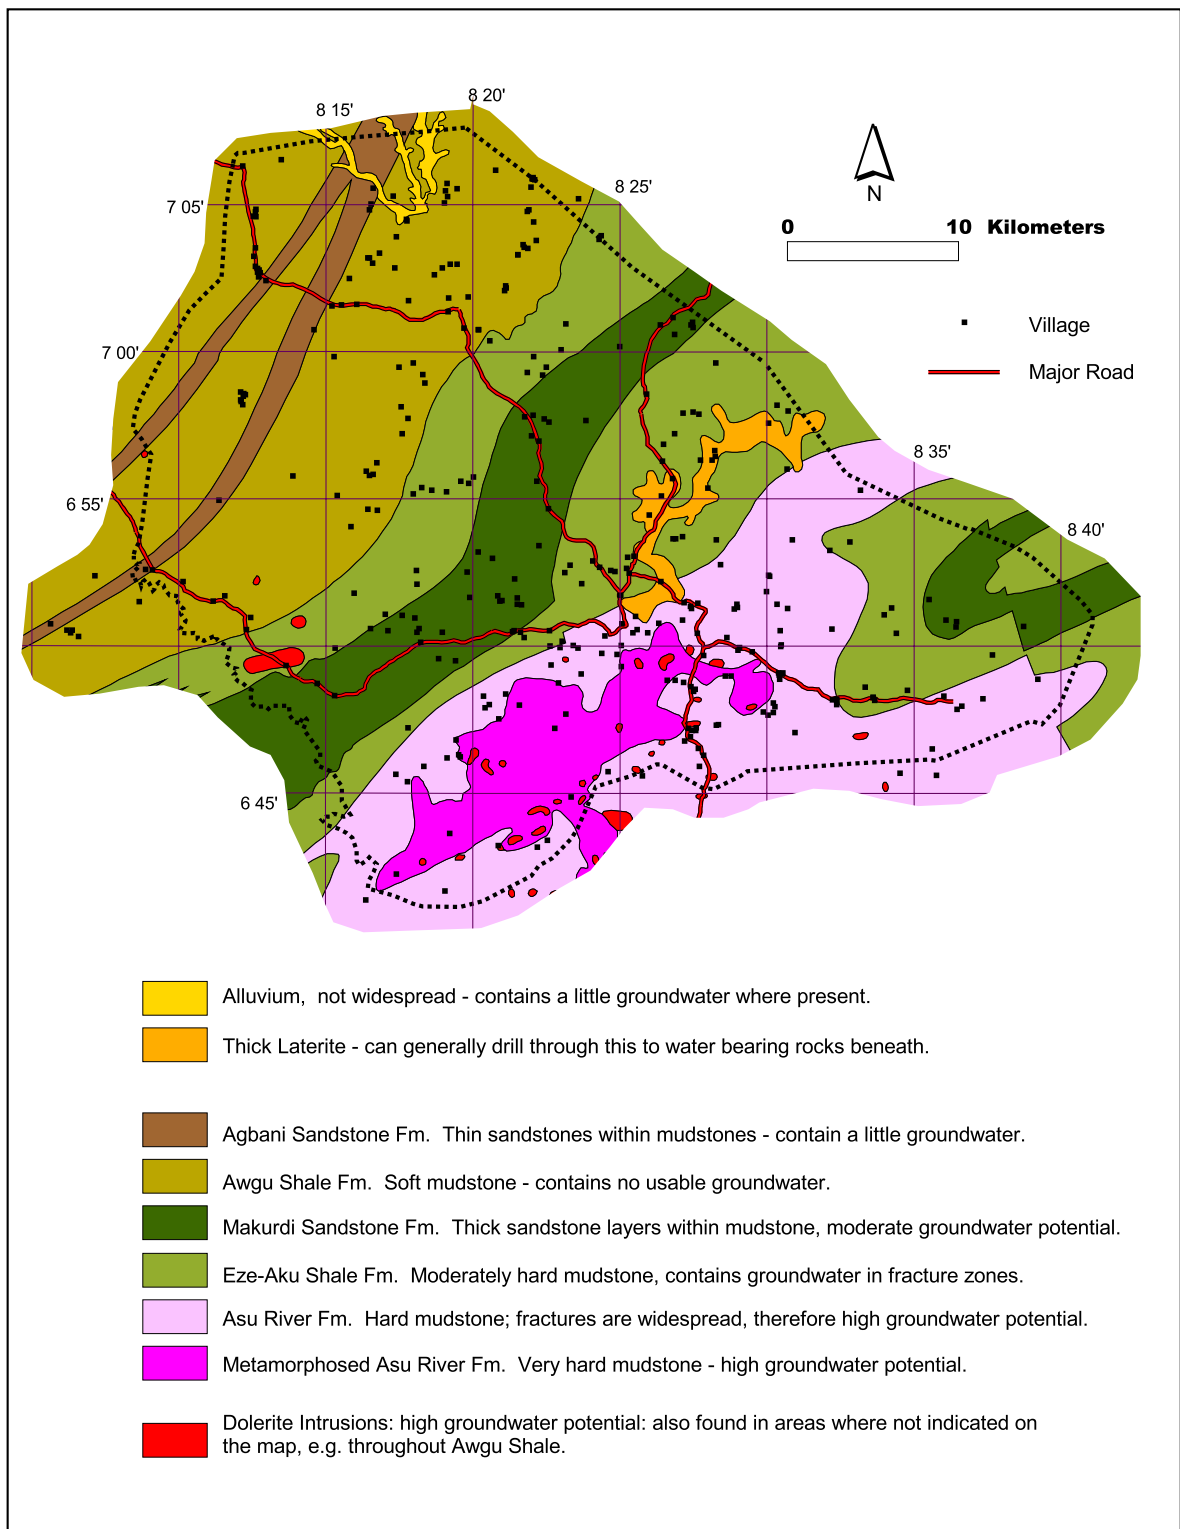 8 20'
8 15'
8 25'
7 05'
N
0 10 Kilometers
Village
7 00'
Major Road
8 35'
6 55'
8 40'
6 45'
Alluvium, not widespread - contains a little groundwater where present.
Thick Laterite - can generally drill through this to water bearing rocks beneath.
Agbani Sandstone Fm. Thin sandstones within mudstones - contain a little groundwater.
Awgu Shale Fm. Soft mudstone - contains no usable groundwater.
Makurdi Sandstone Fm. Thick sandstone layers within mudstone, moderate groundwater potential.
Eze-Aku Shale Fm. Moderately hard mudstone, contains groundwater in fracture zones.
Asu River Fm. Hard mudstone; fractures are widespread, therefore high groundwater potential.
Metamorphosed Asu River Fm. Very hard mudstone - high groundwater potential.
Dolerite Intrusions: high groundwater potential: also found in areas where not indicated on
the map, e.g. throughout Awgu Shale.